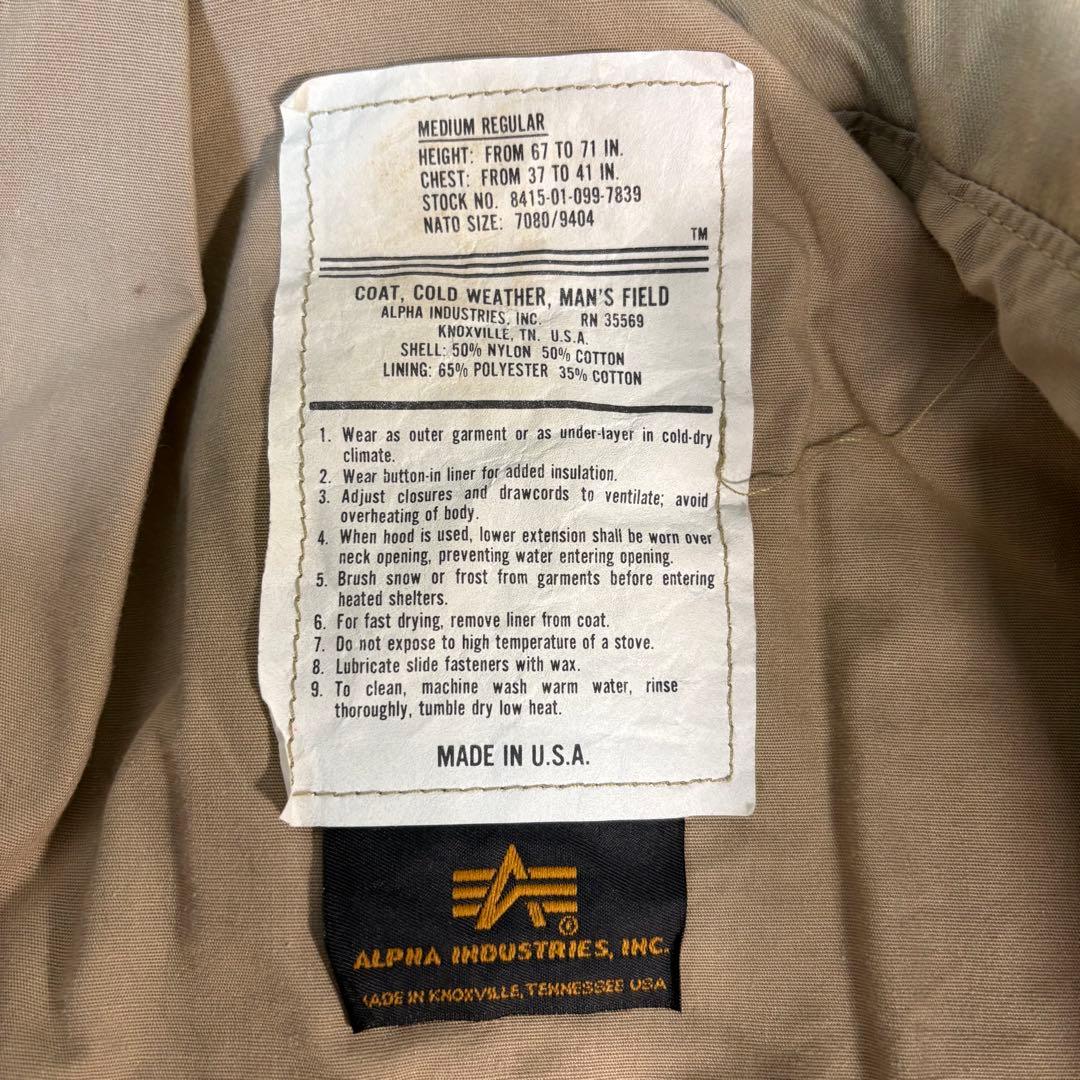 MEDIUM REGULAR
HEIGHT: FROM 67 TO 71 IN.
CHEST: FROM 37 TO 41 IN.
STOCK NO. 8415-01-099-7839
NATO SIZE: 7080/9404
TM
COAT, COLD WEATHER, MAN'S FIELD
ALPHA INDUSTRIES, INC. RN 35569
KNOXVILLE, TN. U.S.A.
SHELL: 50% NYLON 50% COTTON
LINING: 65% POLYESTER 35% COTTON
1. Wear as outer garment or as under-layer in cold-dry
climate.
2. Wear button-in liner for added insulation.
3. Adjust closures and drawcords to ventilate; avoid
overheating of body.
4. When hood is used, lower extension shall be worn over
neck opening, preventing water entering opening.
5. Brush snow or frost from garments before entering
heated shelters.
6. For fast drying, remove liner from coat.
7. Do not expose to high temperature of a stove.
8. Lubricate slide fasteners with wax.
9. To clean, machine wash warm water, rinse
thoroughly, tumble dry low heat.
MADE IN U.S.A.
®
ALPHA INDUSTRIES, INC.
MADE IN KNOXVILLE, TENNESSEE USA